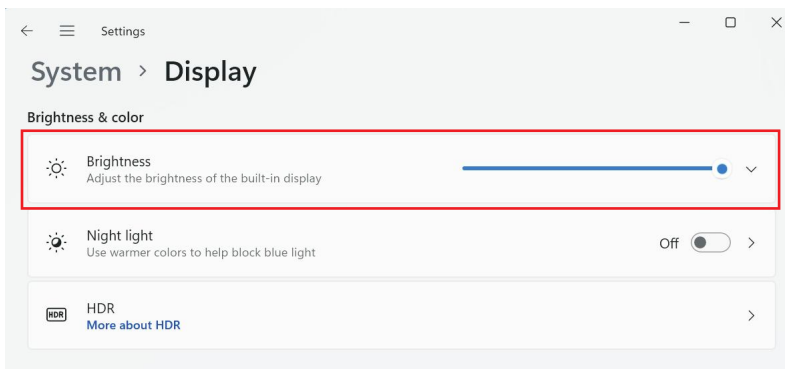 Settings
System > Display
Brightness & color
Brightness
Adjust the brightness of the built-in display
Night light
Use warmer colors to help block blue light
Off
HDR
HDR
More about HDR